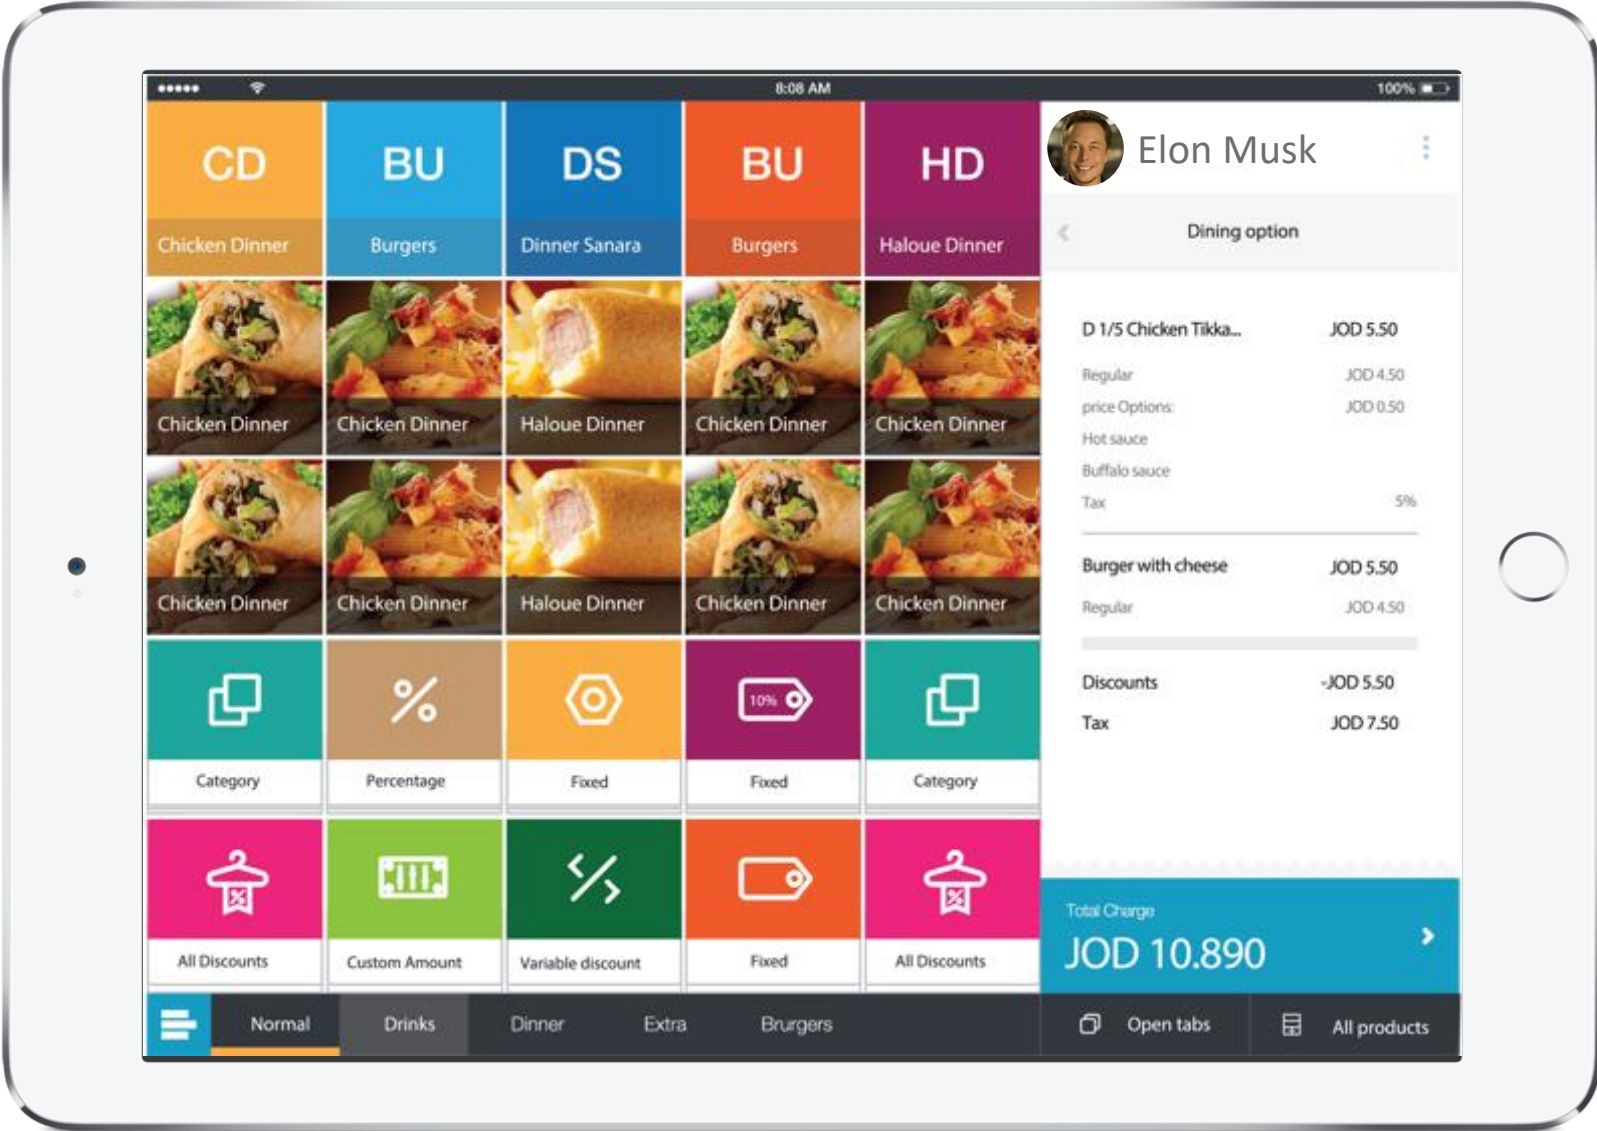 8:08 AM
100%
CD
BU
DS
BU
HD
Chicken Dinner
Burgers
Dinner Sanara
Burgers
Haloue Dinner
Chicken Dinner
Chicken Dinner
Haloue Dinner
Chicken Dinner
Chicken Dinner
Chicken Dinner
Chicken Dinner
Haloue Dinner
Chicken Dinner
Chicken Dinner
%
10%
Category
Percentage
Fixed
Fixed
Category
%
%
All Discounts
Custom Amount
Variable discount
Fixed
All Discounts
Normal
Drinks
Dinner
Extra
Brurgers
Elon Musk
Dining option
D 1/5 Chicken Tikka... JOD 5.50
Regular JOD 4.50
price Options: JOD 0.50
Hot sauce
Buffalo sauce
Tax 5%
Burger with cheese JOD 5.50
Regular JOD 4.50
Discounts -JOD 5.50
Tax JOD 7.50
Total Charge
JOD 10.890
Open tabs
All products